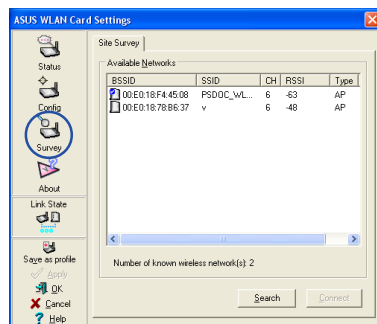 ASUS WLAN Card Settings
Status
Config
Survey
About
Link State
Save as profile
Apply
OK
Cancel
Help
Site Survey
Available Networks
BSSID SSID CH RSSI Type
00:E0:18:F4:45:08 PSDOC_WL... 6 -63 AP
00:E0:18:78:B6:37 v 6 -48 AP
Number of known wireless network(s): 2
Search Connect